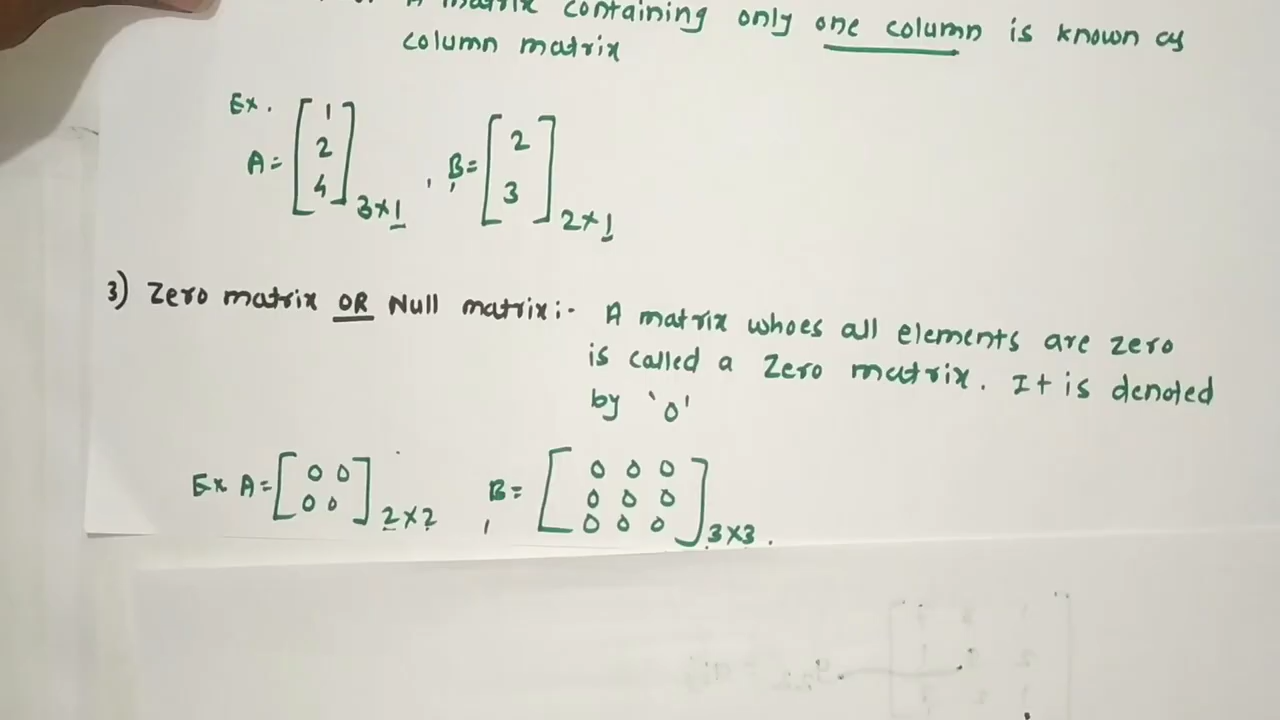 A matrix containing only one column is known as
column matrix
Ex.
A = [1 2 4] 3×1 , B = [2 3] 2×1
3) Zero matrix OR Null matrix :- A matrix whoes all elements are zero
is called a Zero matrix. It is denoted
by 'o'
Ex A = [0 0
0 0] 2×2 , B = [0 0 0
0 0 0
0 0 0] 3×3 .